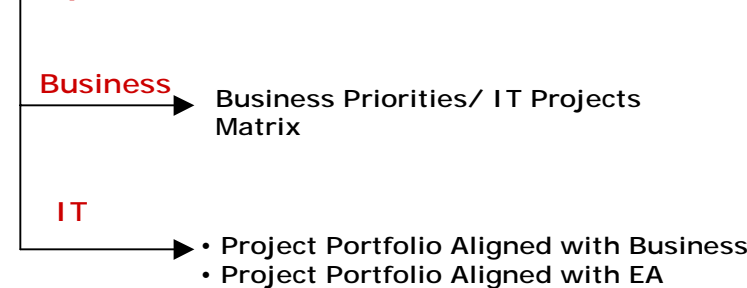 Business
Business Priorities/ IT Projects
Matrix
IT
• Project Portfolio Aligned with Business
• Project Portfolio Aligned with EA